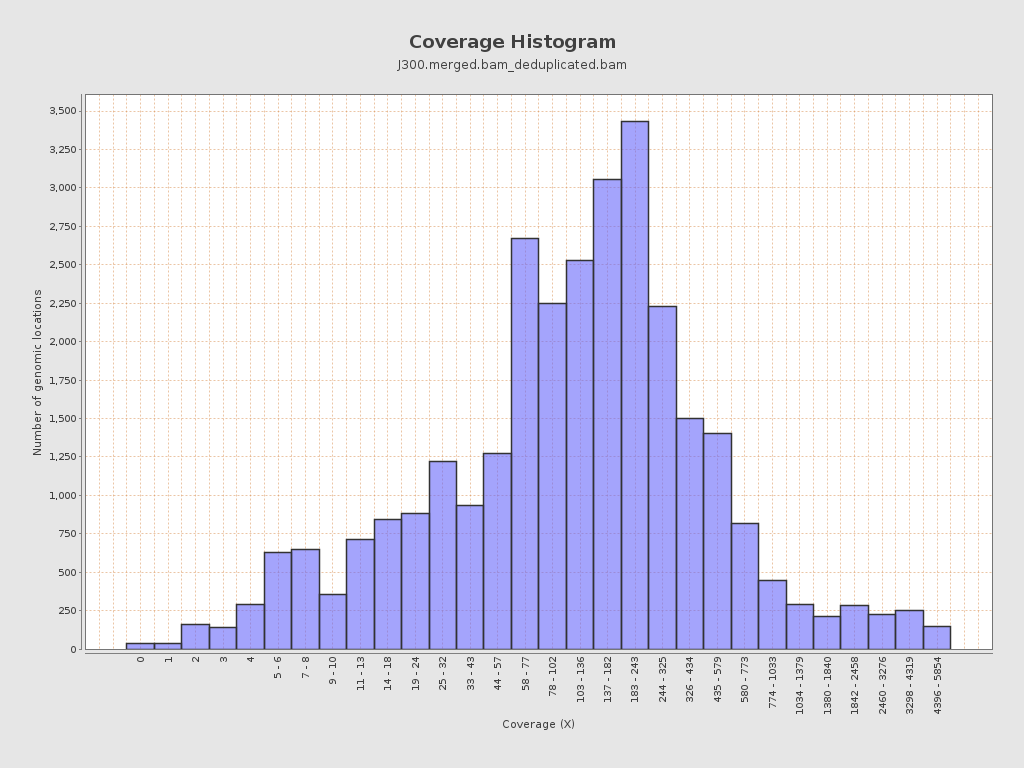 Coverage Histogram
J300.merged.bam_deduplicated.bam
Number of genomic locations
3,500
3,250
3,000
2,750
2,500
2,250
2,000
1,750
1,500
1,250
1,000
750
500
250
0
0
1
2
3
4
5 - 6
7 - 8
9 - 10
11 - 13
14 - 18
19 - 24
25 - 32
33 - 43
44 - 57
58 - 77
78 - 102
103 - 136
137 - 182
183 - 243
244 - 325
326 - 434
435 - 579
580 - 773
774 - 1033
1034 - 1379
1380 - 1840
1842 - 2458
2460 - 3276
3298 - 4319
4396 - 5854
Coverage (X)